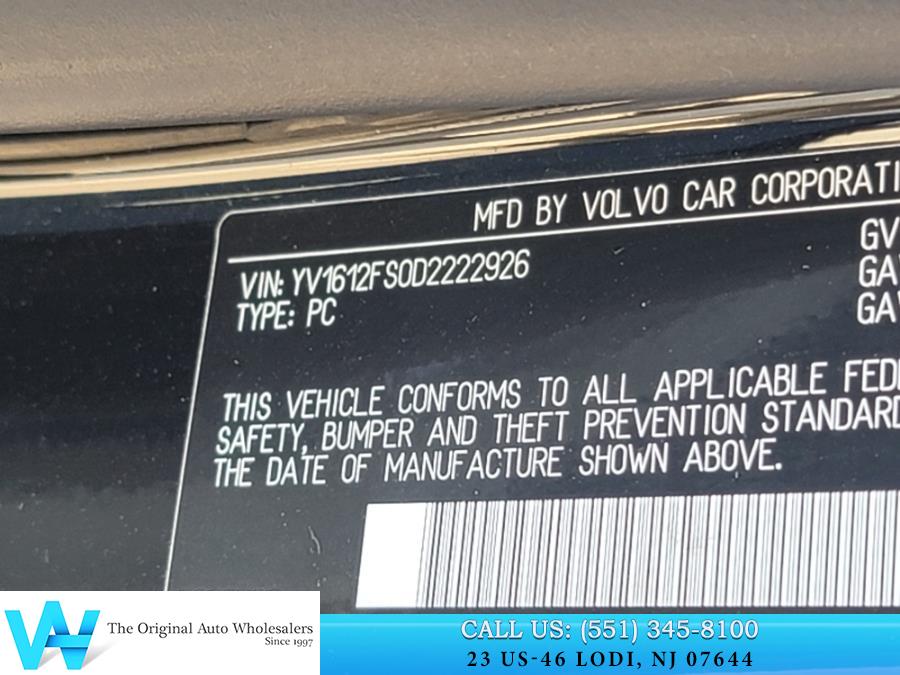 MFD BY VOLVO CAR CORPORATI
VIN: YV1612FS0D2222926
TYPE: PC
GV
GA
GA
THIS VEHICLE CONFORMS TO ALL APPLICABLE FED
SAFETY, BUMPER AND THEFT PREVENTION STANDARD
THE DATE OF MANUFACTURE SHOWN ABOVE.
The Original Auto Wholesalers
Since 1997
CALL US: (551) 345-8100
23 US-46 LODI, NJ 07644